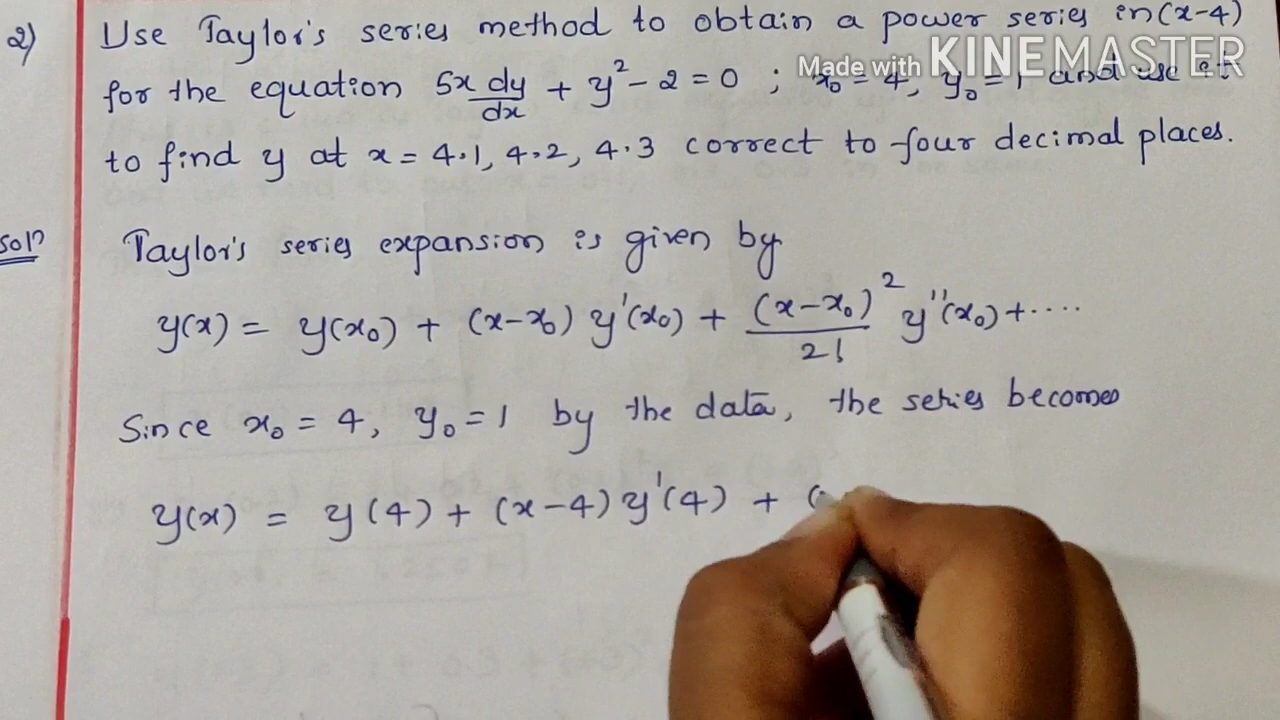 2) Use Taylor's series method to obtain a power series in (x-4)
Made with KINEMASTER
for the equation 5x dy/dx + y² - 2 = 0 ; x₀ = 4, y₀ = 1 and use it
to find y at x = 4.1, 4.2, 4.3 correct to four decimal places.
Solⁿ Taylor's series expansion is given by
y(x) = y(x₀) + (x-x₀) y'(x₀) + (x-x₀)²/2! y''(x₀) + ....
Since x₀ = 4, y₀ = 1 by the data, the series becomes
y(x) = y(4) + (x-4) y'(4) + (